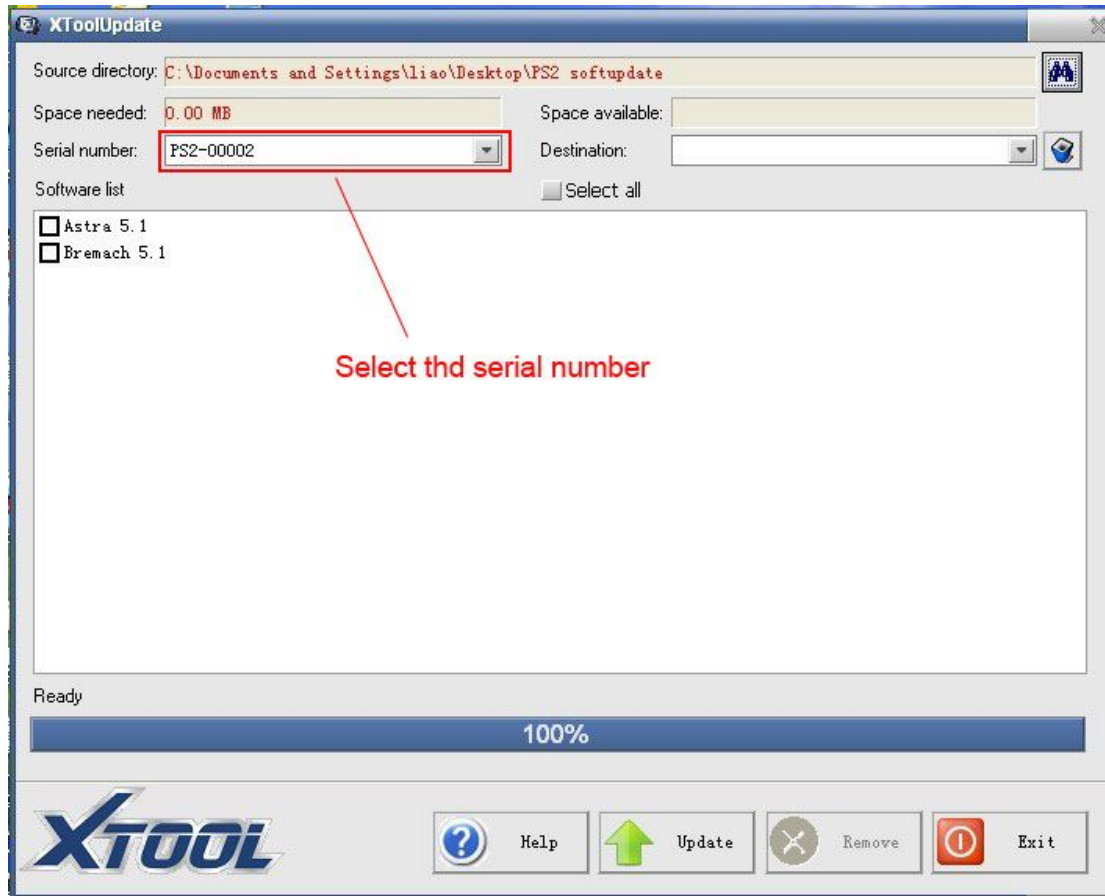 XToolUpdate
Source directory: C:\Documents and Settings\liao\Desktop\PS2 softupdate
Space needed: 0.00 MB Space available:
Serial number: PS2-00002 Destination:
Software list Select all
Astra 5.1
Bremach 5.1
Select thd serial number
Ready
100%
XTOOL Help Update Remove Exit